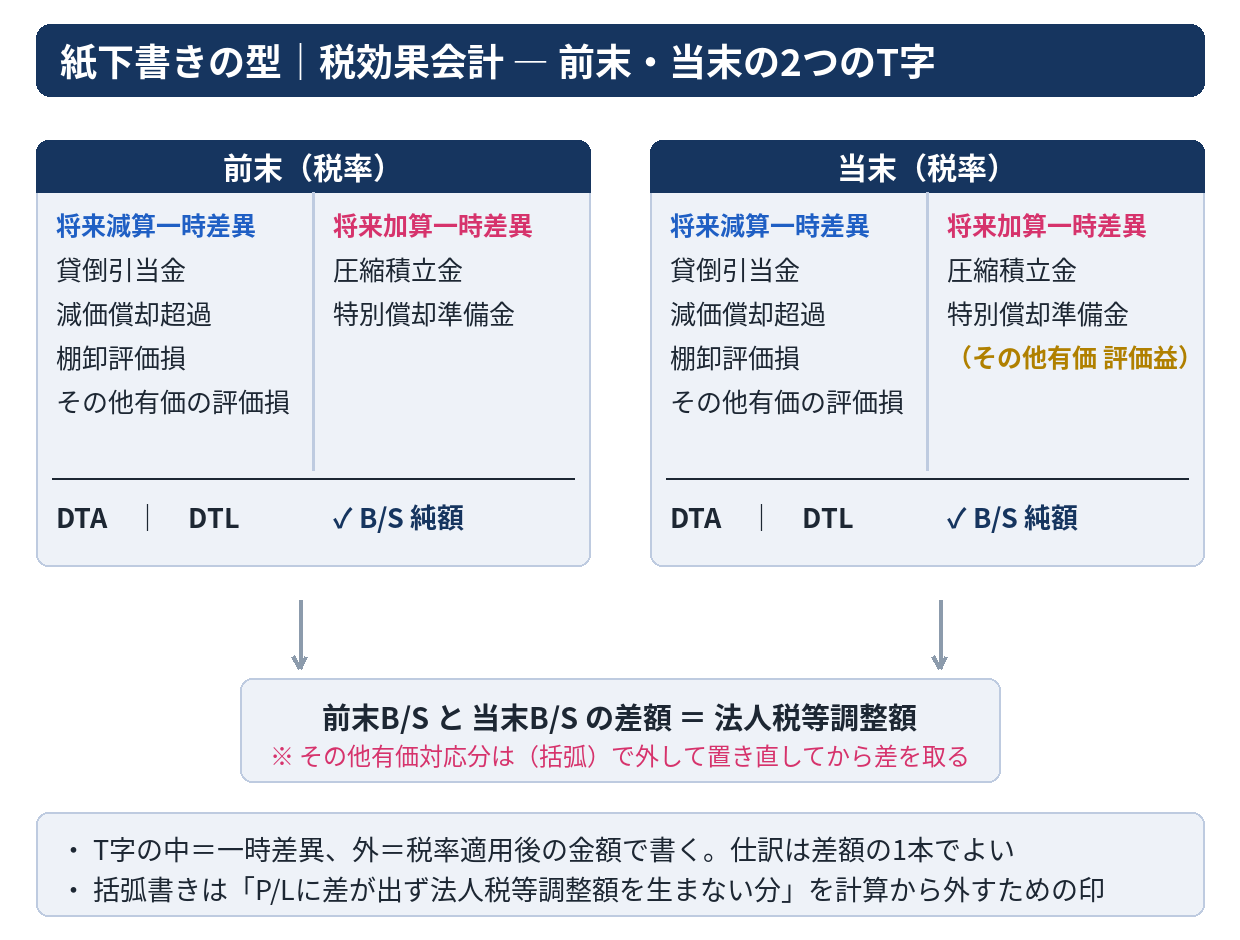 紙下書きの型｜税効果会計 ― 前末・当末の2つのT字
前末（税率）
将来減算一時差異
貸倒引当金
減価償却超過
棚卸評価損
その他有価の評価損
将来加算一時差異
圧縮積立金
特別償却準備金
DTA ｜ DTL
✓ B/S 純額
当末（税率）
将来減算一時差異
貸倒引当金
減価償却超過
棚卸評価損
その他有価の評価損
将来加算一時差異
圧縮積立金
特別償却準備金
（その他有価 評価益）
DTA ｜ DTL
✓ B/S 純額
前末B/S と 当末B/S の差額 ＝ 法人税等調整額
※ その他有価対応分は（括弧）で外して置き直してから差を取る
・ T字の中＝一時差異、外＝税率適用後の金額で書く。仕訳は差額の1本でよい
・ 括弧書きは「P/Lに差が出ず法人税等調整額を生まない分」を計算から外すための印